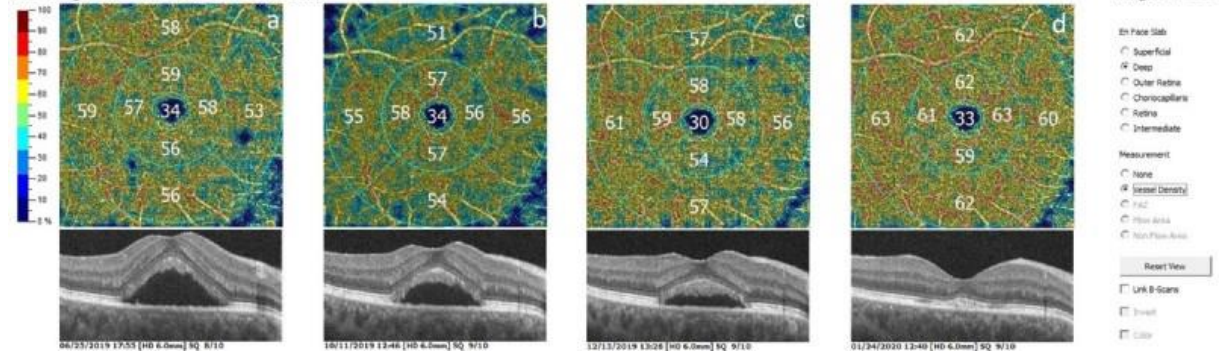 100
90
80
70
60
50
40
30
20
10
0 %
a
58
59
59 57 34 58 53
56
56
06/25/2019 17:55 [HD 6.0mm] SQ 8/10
b
51
57
55 58 34 56 56
57
54
10/11/2019 12:46 [HD 6.0mm] SQ 9/10
c
57
58
61 59 30 58 56
54
57
12/13/2019 13:28 [HD 6.0mm] SQ 9/10
d
62
62
63 61 33 63 60
59
62
01/24/2020 12:40 [HD 6.0mm] SQ 9/10
En Face Slab
Superficial
Deep
Outer Retina
Choriocapillaris
Retina
Intermediate
Measurement
None
Vessel Density
FAZ
Flow Area
Non Flow Area
Reset View
Link B-Scans
Invert
Color